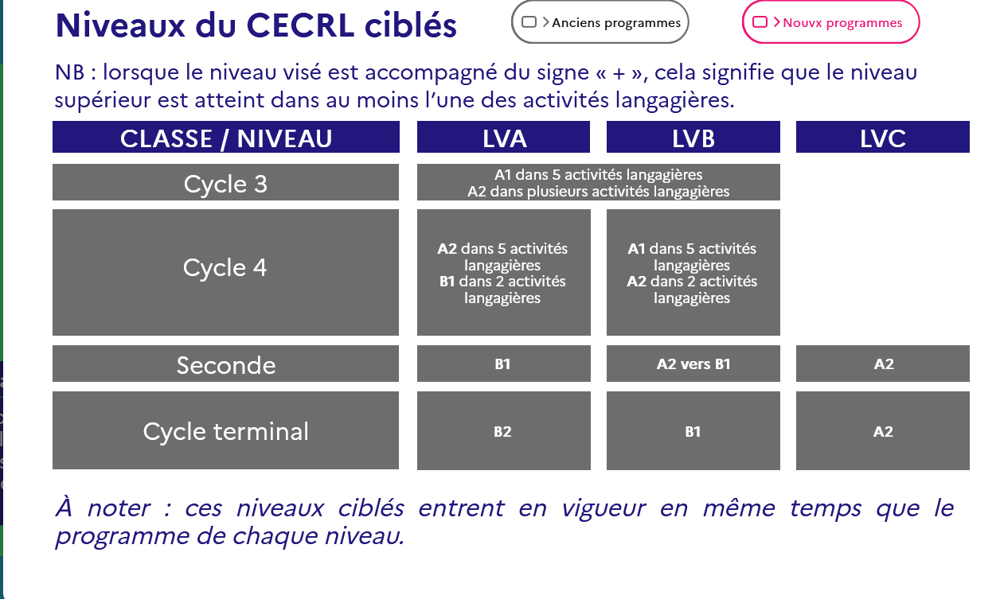 Niveaux du CECRL ciblés
Anciens programmes
Nouvx programmes
NB : lorsque le niveau visé est accompagné du signe « + », cela signifie que le niveau
supérieur est atteint dans au moins l’une des activités langagières.
CLASSE / NIVEAU LVA LVB LVC
Cycle 3
A1 dans 5 activités langagières
A2 dans plusieurs activités langagières
Cycle 4
A2 dans 5 activités
langagières
B1 dans 2 activités
langagières
A1 dans 5 activités
langagières
A2 dans 2 activités
langagières
Seconde B1 A2 vers B1 A2
Cycle terminal B2 B1 A2
À noter : ces niveaux ciblés entrent en vigueur en même temps que le
programme de chaque niveau.